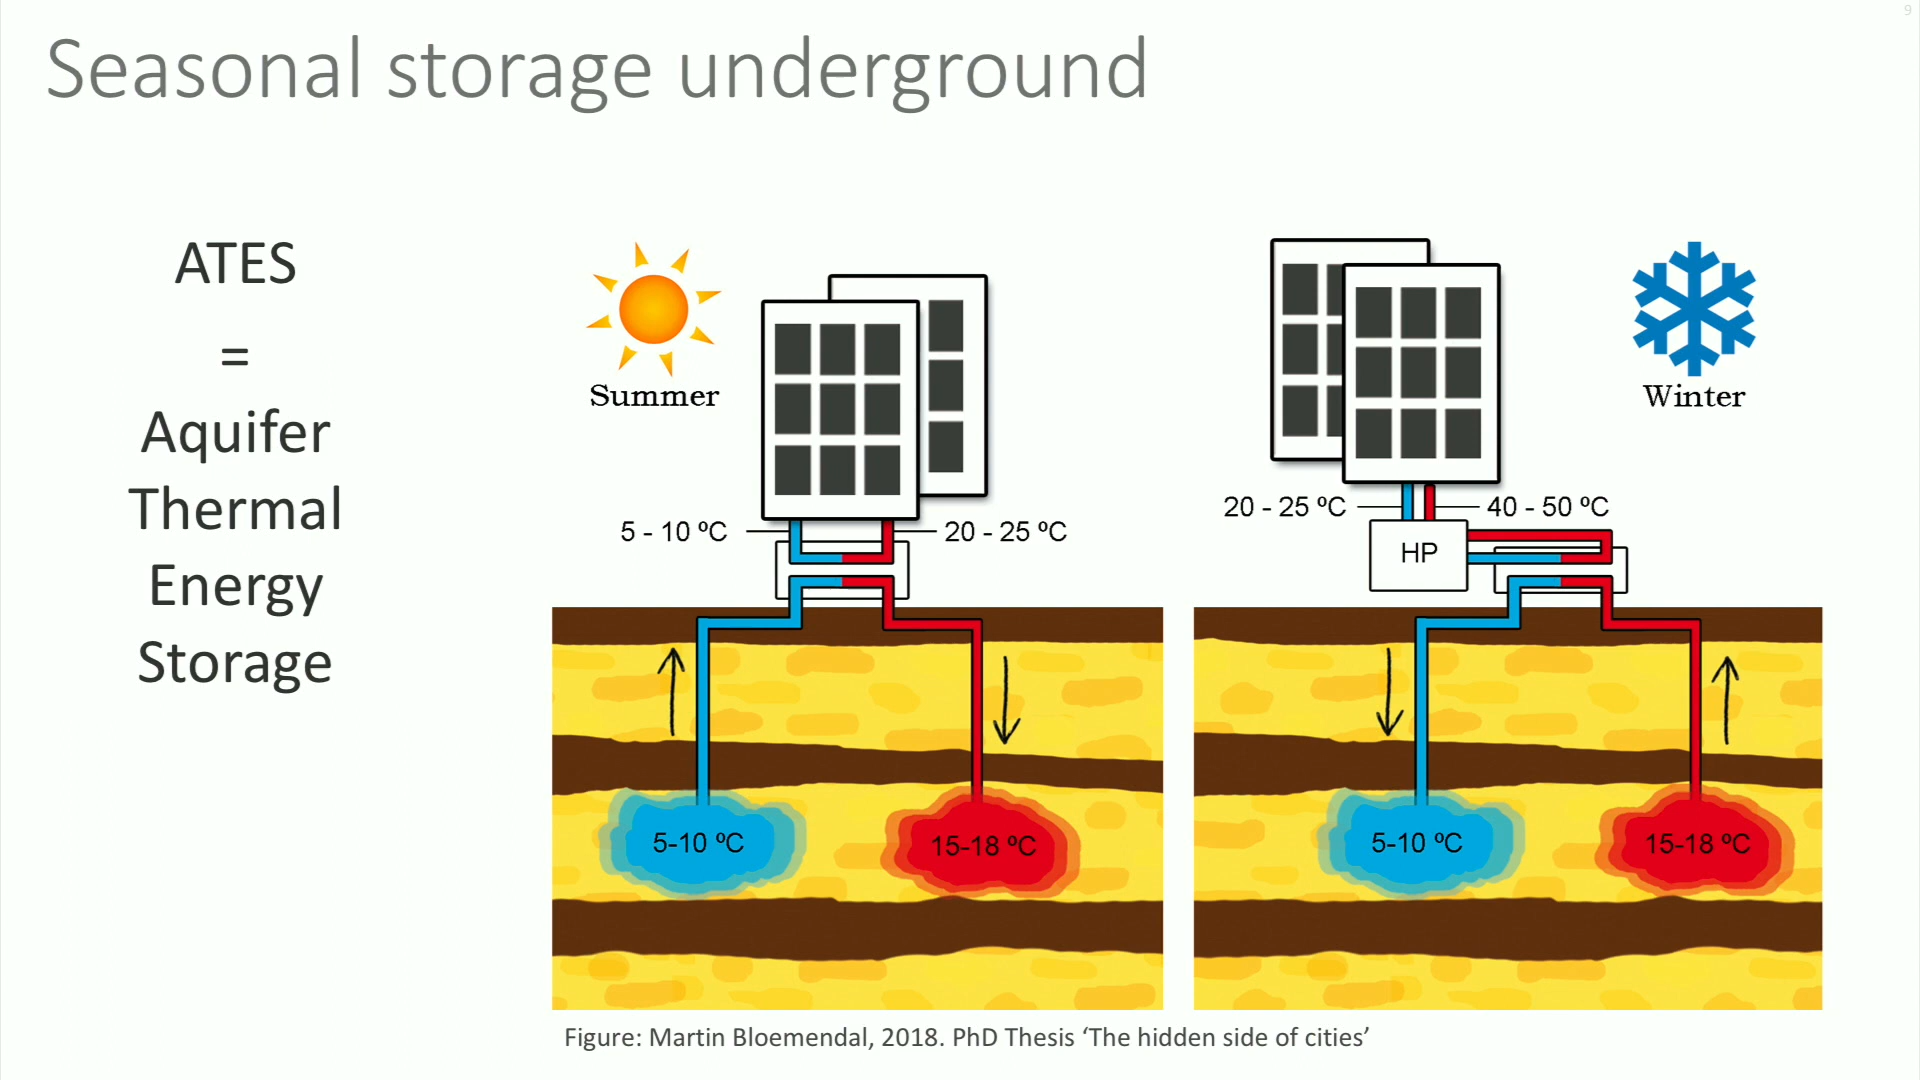 9
Seasonal storage underground
ATES
=
Aquifer
Thermal
Energy
Storage
Summer
5 - 10 ºC
20 - 25 ºC
5-10 ºC
15-18 ºC
Winter
20 - 25 ºC
40 - 50 ºC
HP
5-10 ºC
15-18 ºC
Figure: Martin Bloemendal, 2018. PhD Thesis ‘The hidden side of cities’